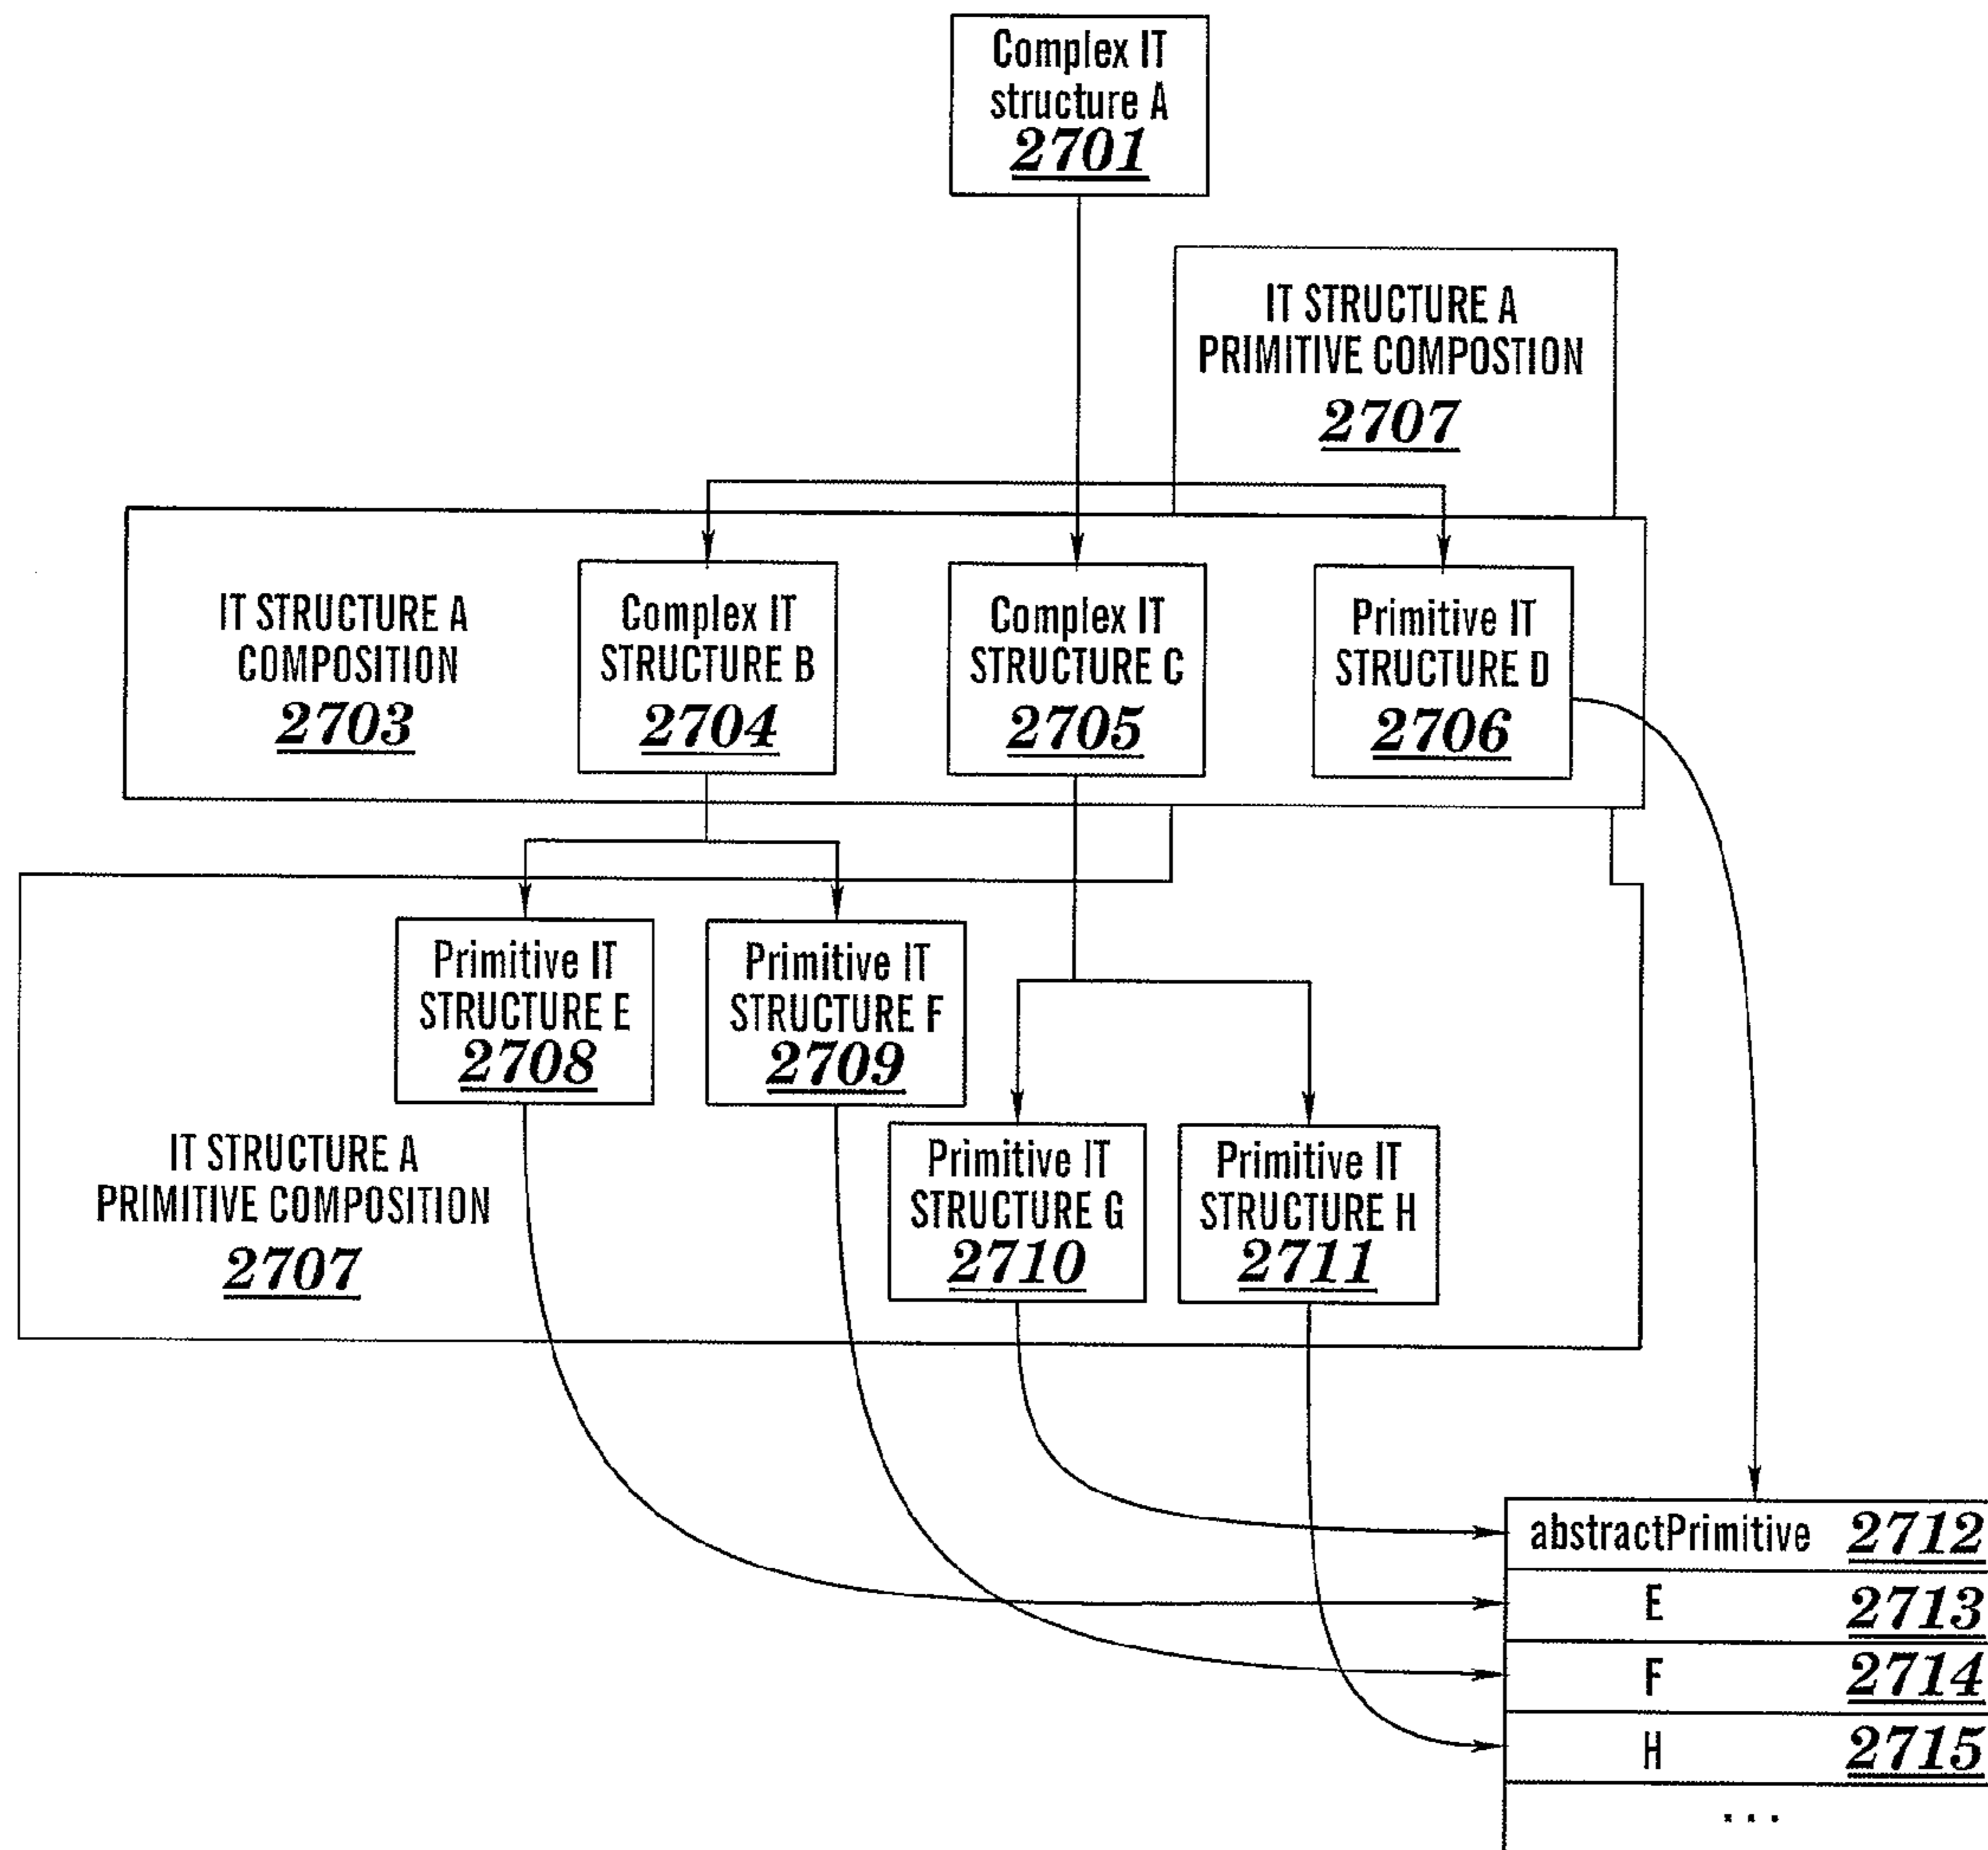 Complex IT
structure A
2701
IT STRUCTURE A
PRIMITIVE COMPOSTION
2707
IT STRUCTURE A
COMPOSITION
2703
Complex IT
STRUCTURE B
2704
Complex IT
STRUCTURE C
2705
Primitive IT
STRUCTURE D
2706
Primitive IT
STRUCTURE E
2708
Primitive IT
STRUCTURE F
2709
IT STRUCTURE A
PRIMITIVE COMPOSITION
2707
Primitive IT
STRUCTURE G
2710
Primitive IT
STRUCTURE H
2711
abstractPrimitive 2712
E 2713
F 2714
H 2715
...